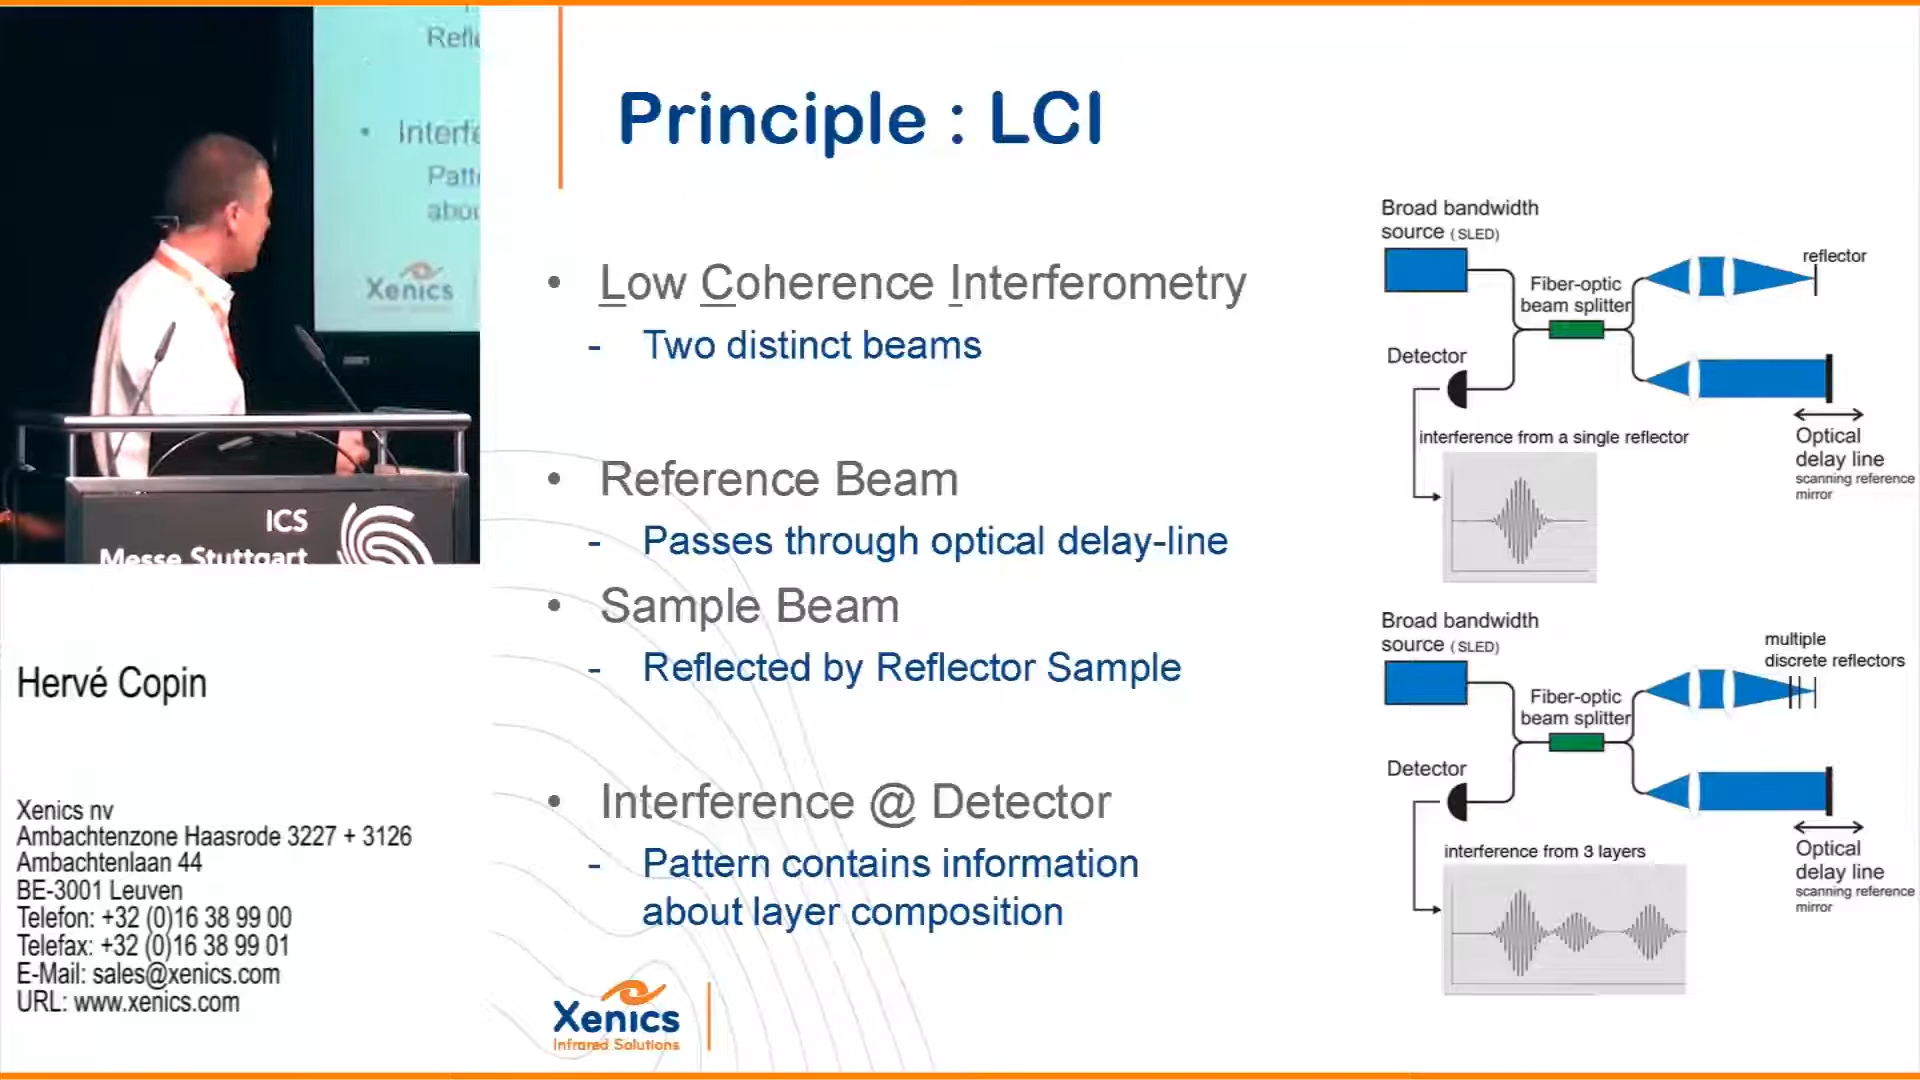 Refle
Interfe
Patt
abou
Xenics
ICS
Messe Stuttgart
Hervé Copin
Xenics nv
Ambachtenzone Haasrode 3227 + 3126
Ambachtenlaan 44
BE-3001 Leuven
Telefon: +32 (0)16 38 99 00
Telefax: +32 (0)16 38 99 01
E-Mail: sales@xenics.com
URL: www.xenics.com
Principle : LCI
• Low Coherence Interferometry
- Two distinct beams
• Reference Beam
- Passes through optical delay-line
• Sample Beam
- Reflected by Reflector Sample
• Interference @ Detector
- Pattern contains information
about layer composition
Xenics
Infrared Solutions
Broad bandwidth
source (SLED)
reflector
Fiber-optic
beam splitter
Detector
interference from a single reflector
Optical
delay line
scanning reference
mirror
Broad bandwidth
source (SLED)
multiple
discrete reflectors
Fiber-optic
beam splitter
Detector
interference from 3 layers
Optical
delay line
scanning reference
mirror